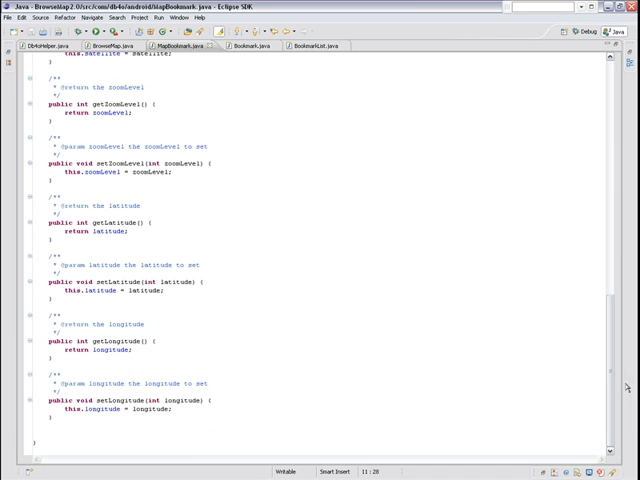 Java - BrowseMap 2.0/src/com/db4o/android/MapBookmark.java - Eclipse SDK
File Edit Source Refactor Navigate Search Project Run Window Help
Debug Java
Db4oHelper.java BrowseMap.java MapBookmark.java Bookmark.java BookmarkList.java
this.satellite = satellite;
}
/**
* @return the zoomLevel
*/
public int getZoomLevel() {
return zoomLevel;
}
/**
* @param zoomLevel the zoomLevel to set
*/
public void setZoomLevel(int zoomLevel) {
this.zoomLevel = zoomLevel;
}
/**
* @return the latitude
*/
public int getLatitude() {
return latitude;
}
/**
* @param latitude the latitude to set
*/
public void setLatitude(int latitude) {
this.latitude = latitude;
}
/**
* @return the longitude
*/
public int getLongitude() {
return longitude;
}
/**
* @param longitude the longitude to set
*/
public void setLongitude(int longitude) {
this.longitude = longitude;
}
}
Writable Smart Insert 11 : 28